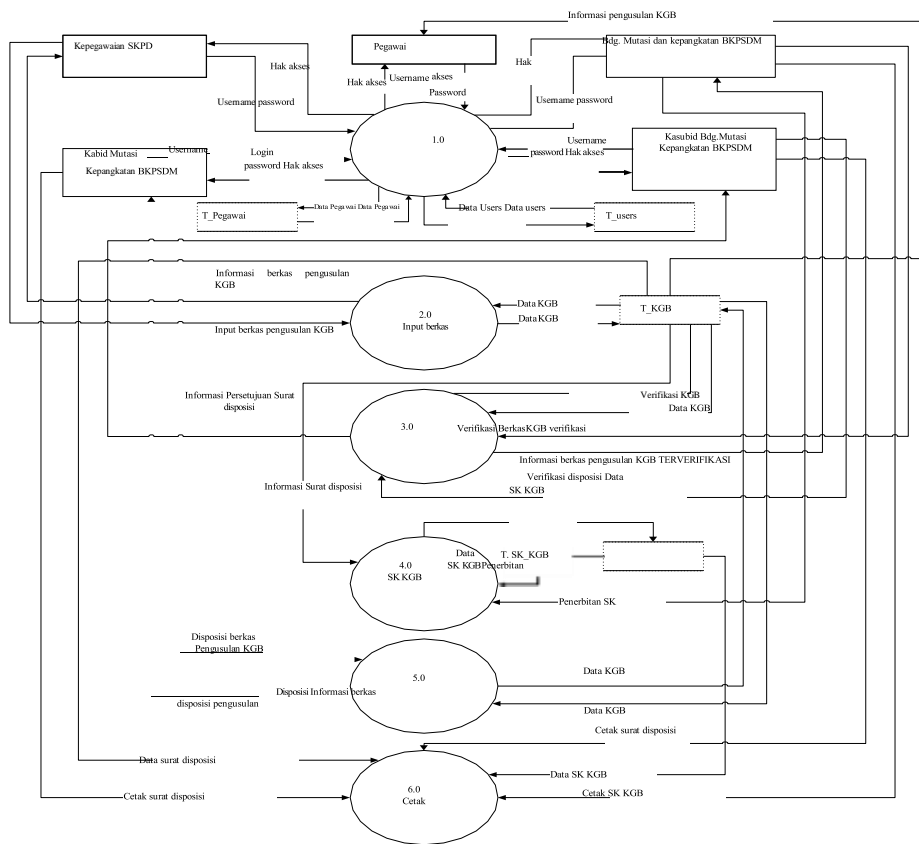 Informasi pengusulan KGB
Kepegawaian SKPD
Pegawai
Bdg. Mutasi dan kepangkatan BKPSDM
Hak akses
Hak akses
Username akses
Hak
Password
Username password
Username password
1.0
Kabid Mutasi
Kepangkatan BKPSDM
Username
Login
password Hak akses
Username
password Hak akses
Kasubid Bdg.Mutasi
Kepangkatan BKPSDM
T_Pegawai
Data Pegawai Data Pegawai
Data Users Data users
T_users
Informasi berkas pengusulan
KGB
Data KGB
2.0
Input berkas
Data KGB
T_KGB
Input berkas pengusulan KGB
Informasi Persetujuan Surat
disposisi
Verifikasi KGB
Data KGB
3.0
Verifikasi BerkasKGB verifikasi
Informasi berkas pengusulan KGB TERVERIFIKASI
Informasi Surat disposisi
Verifikasi disposisi Data
SK KGB
4.0
SK KGB
Data
SK KGBPenerbitan
T. SK_KGB
Penerbitan SK
Disposisi berkas
Pengusulan KGB
5.0
Data KGB
Disposisi Informasi berkas
disposisi pengusulan
Data KGB
Cetak surat disposisi
Data surat disposisi
Data SK KGB
6.0
Cetak
Cetak surat disposisi
Cetak SK KGB